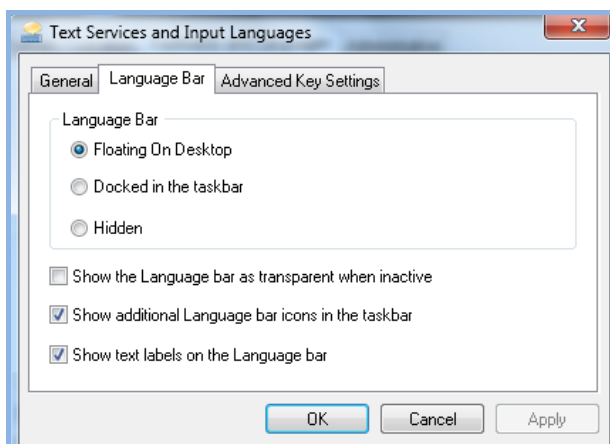 Text Services and Input Languages
General Language Bar Advanced Key Settings
Language Bar
Floating On Desktop
Docked in the taskbar
Hidden
Show the Language bar as transparent when inactive
Show additional Language bar icons in the taskbar
Show text labels on the Language bar
OK Cancel Apply